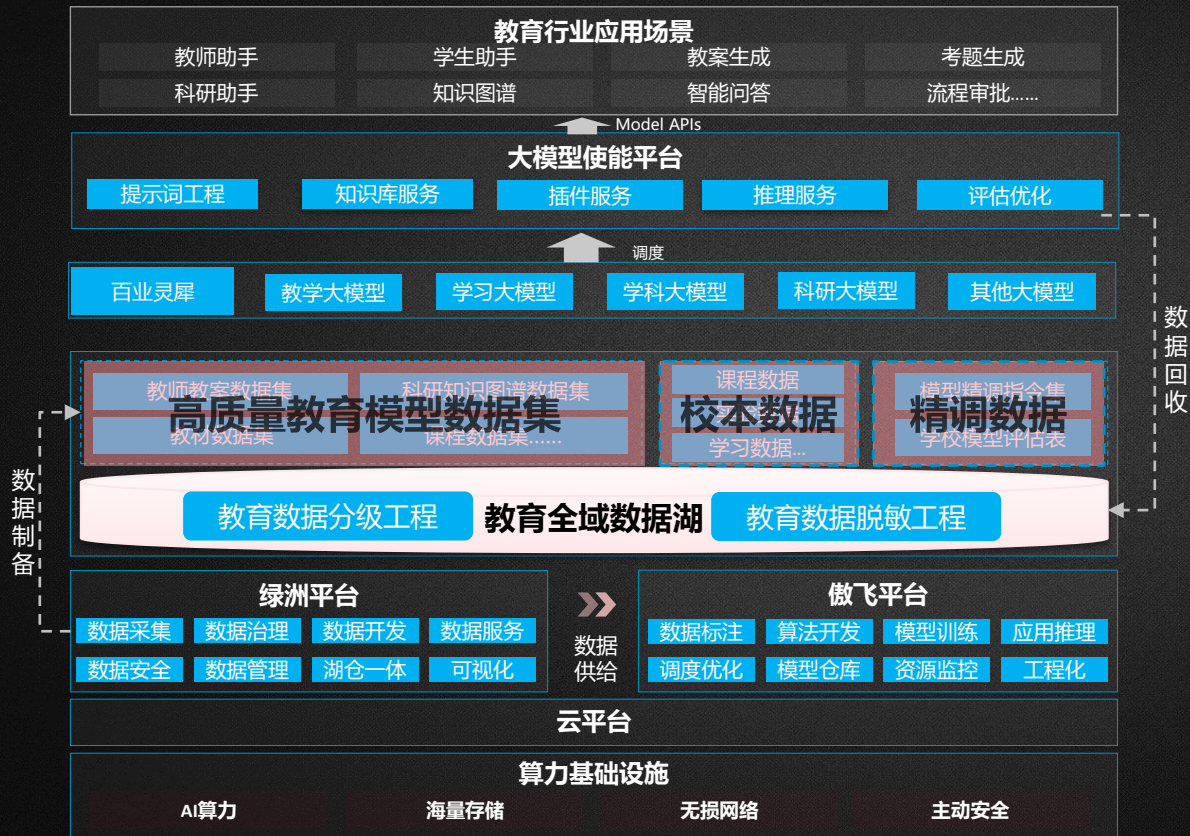 教育行业应用场景
教师助手 学生助手 教案生成 考题生成
科研助手 知识图谱 智能问答 流程审批......
Model APIs
大模型使能平台
提示词工程 知识库服务 插件服务 推理服务 评估优化
调度
百业灵犀 教学大模型 学习大模型 学科大模型 科研大模型 其他大模型
数据回收
教师教案数据集 科研知识图谱数据集 课程数据 模型精调指令集
高质量教育模型数据集 校本数据 精调数据
教材数据集 课程数据集...... 学习数据... 学校模型评估表
数据制备
教育数据分级工程 教育全域数据湖 教育数据脱敏工程
绿洲平台
数据采集 数据治理 数据开发 数据服务
数据安全 数据管理 湖仓一体 可视化
数据
供给
傲飞平台
数据标注 算法开发 模型训练 应用推理
调度优化 模型仓库 资源监控 工程化
云平台
算力基础设施
AI算力 海量存储 无损网络 主动安全